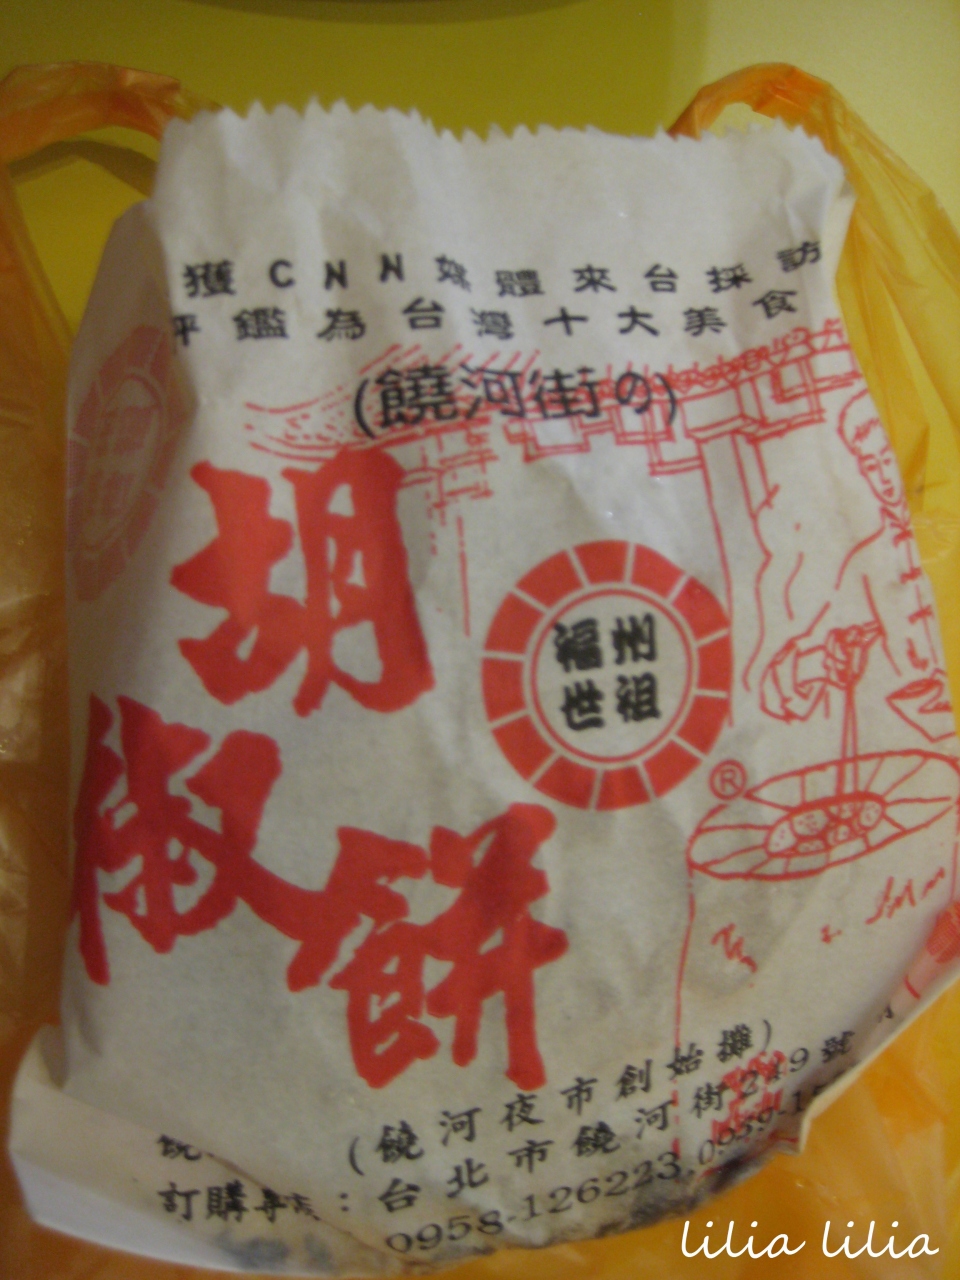 獲CNN媒體來台採訪
評鑑為台灣十大美食
(饒河街の)
胡椒餅
福州
世祖
®
(饒河夜市創始攤)
台北市饒河街249號
訂購專線:
0958-126223,0959-1
lilia lilia